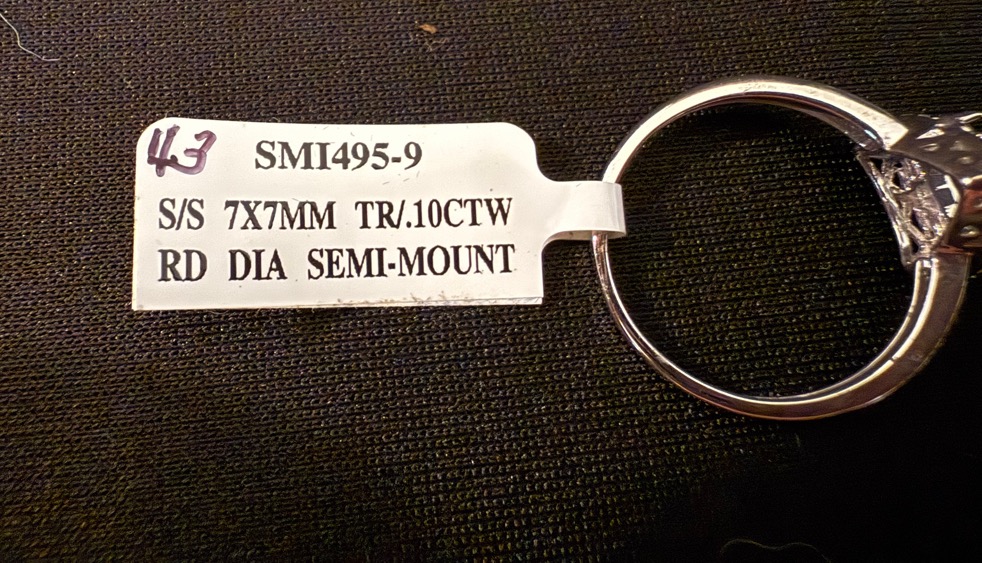 43 SMI495-9
S/S 7X7MM TR/.10CTW
RD DIA SEMI-MOUNT